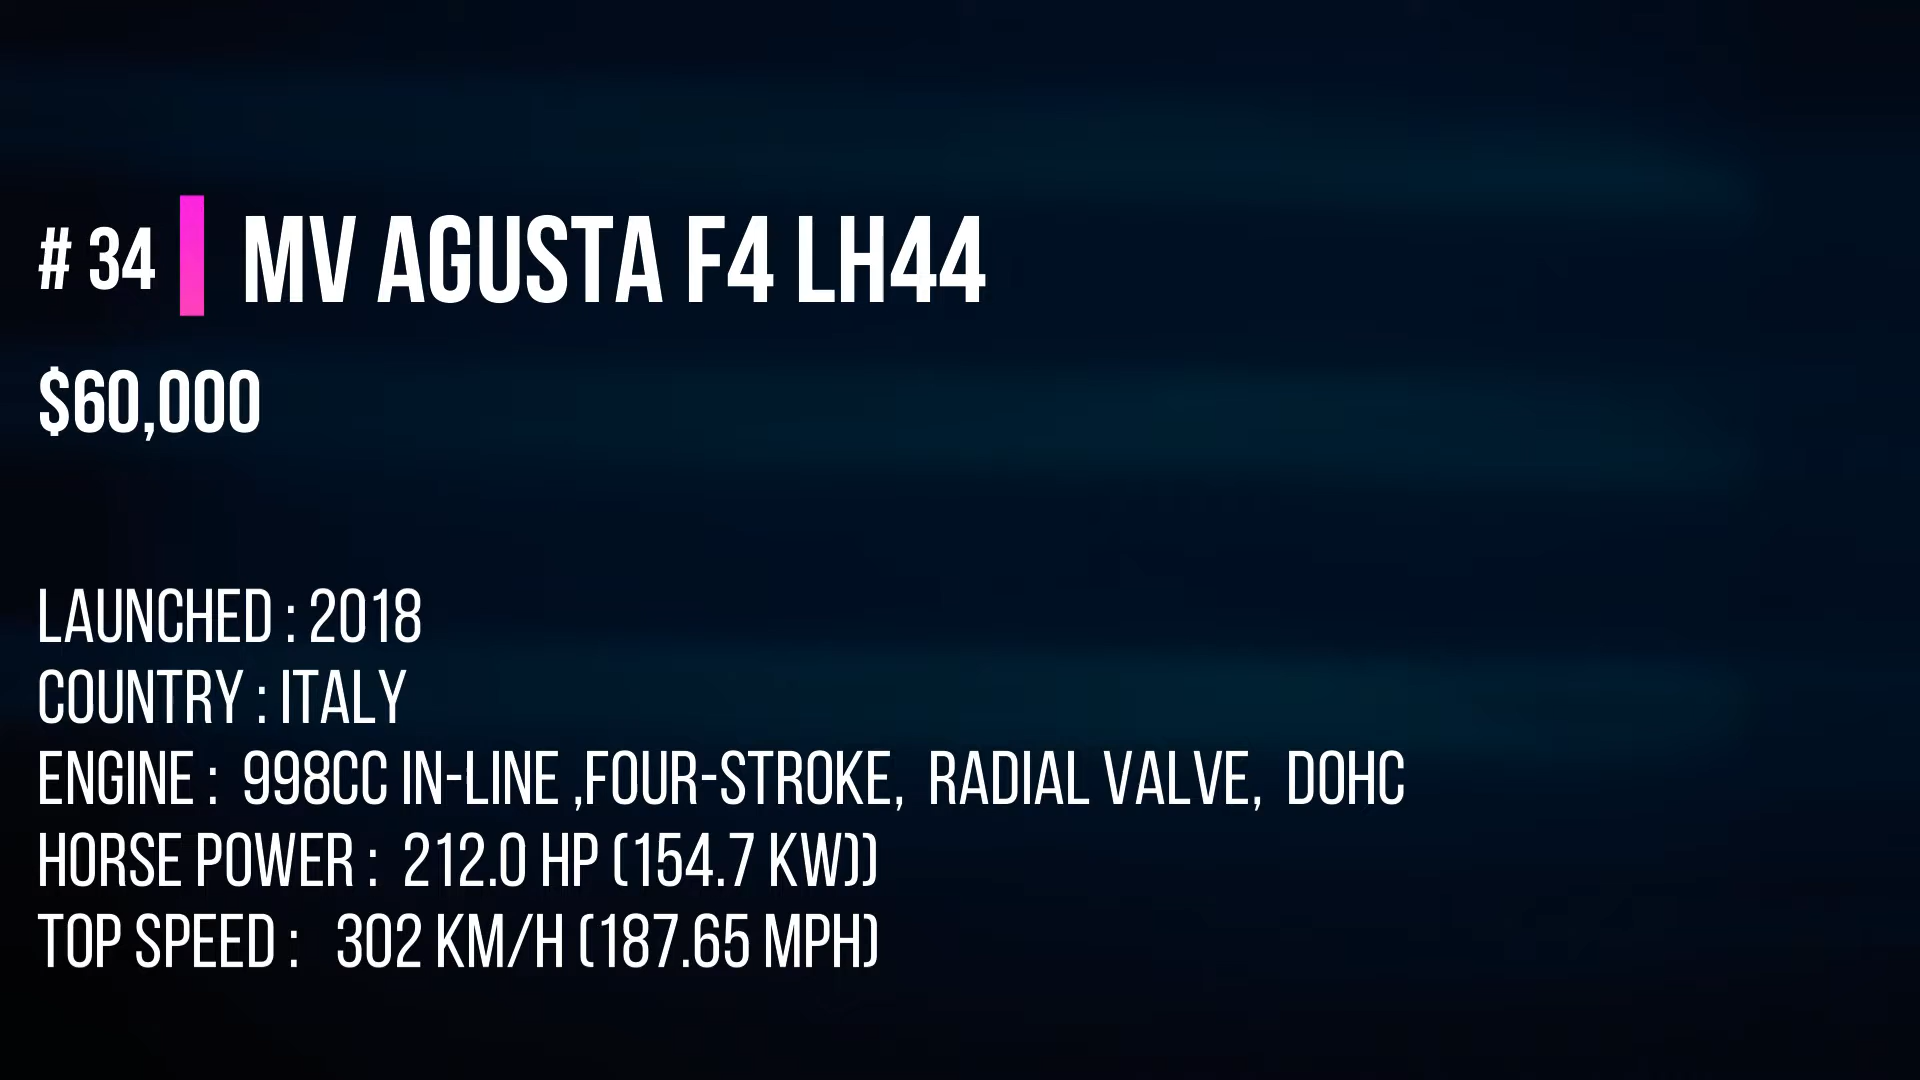 # 34 MV AGUSTA F4 LH44
$60,000
LAUNCHED : 2018
COUNTRY : ITALY
ENGINE : 998CC IN-LINE ,FOUR-STROKE, RADIAL VALVE, DOHC
HORSE POWER : 212.0 HP (154.7 KW))
TOP SPEED : 302 KM/H (187.65 MPH)